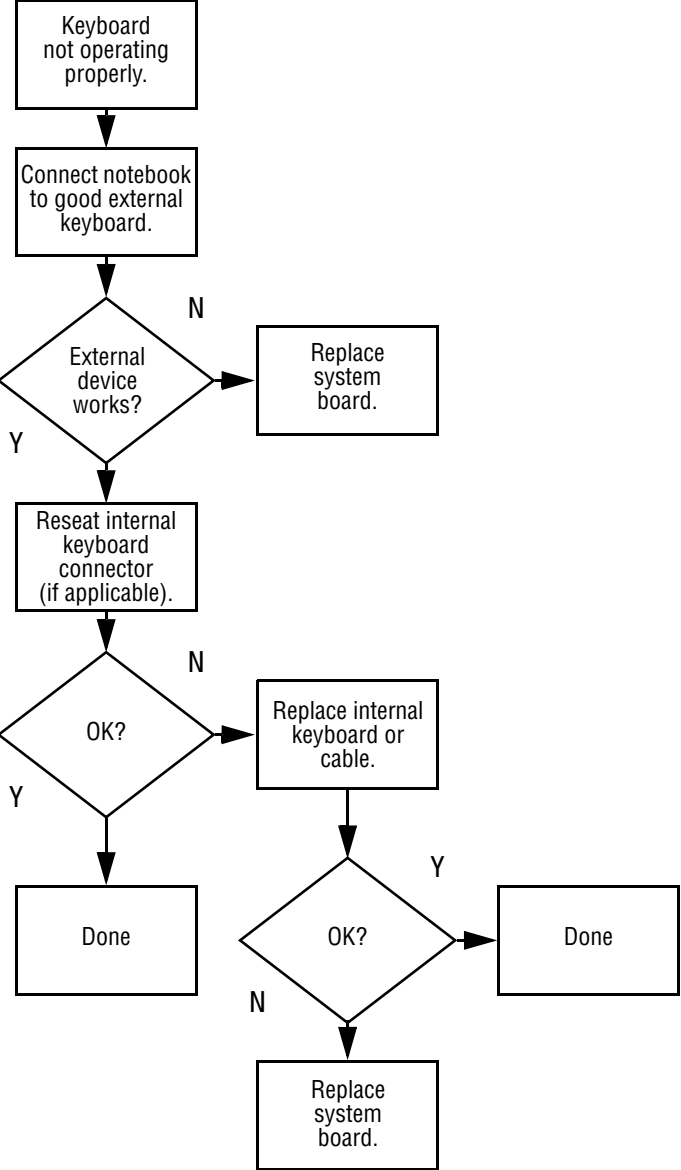 Keyboard
not operating
properly.
Connect notebook
to good external
keyboard.
N
External
device
works?
Replace
system
board.
Y
Reseat internal
keyboard
connector
(if applicable).
N
OK?
Replace internal
keyboard or
cable.
Y
Y
Done
OK?
Done
N
Replace
system
board.